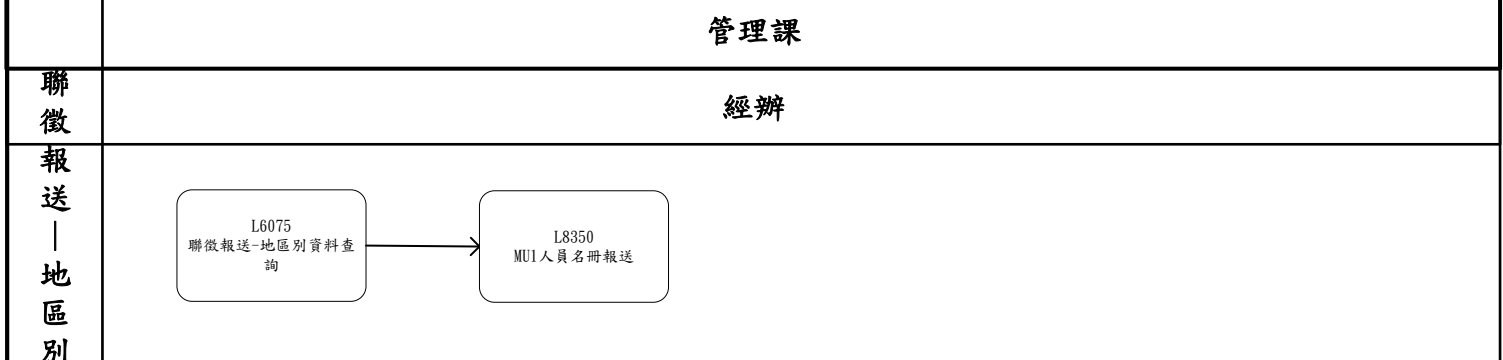 管理課
經辦
聯
徵
報
送
｜
地
區
別
L6075
聯徵報送-地區別資料查
詢
L8350
MU1人員名冊報送